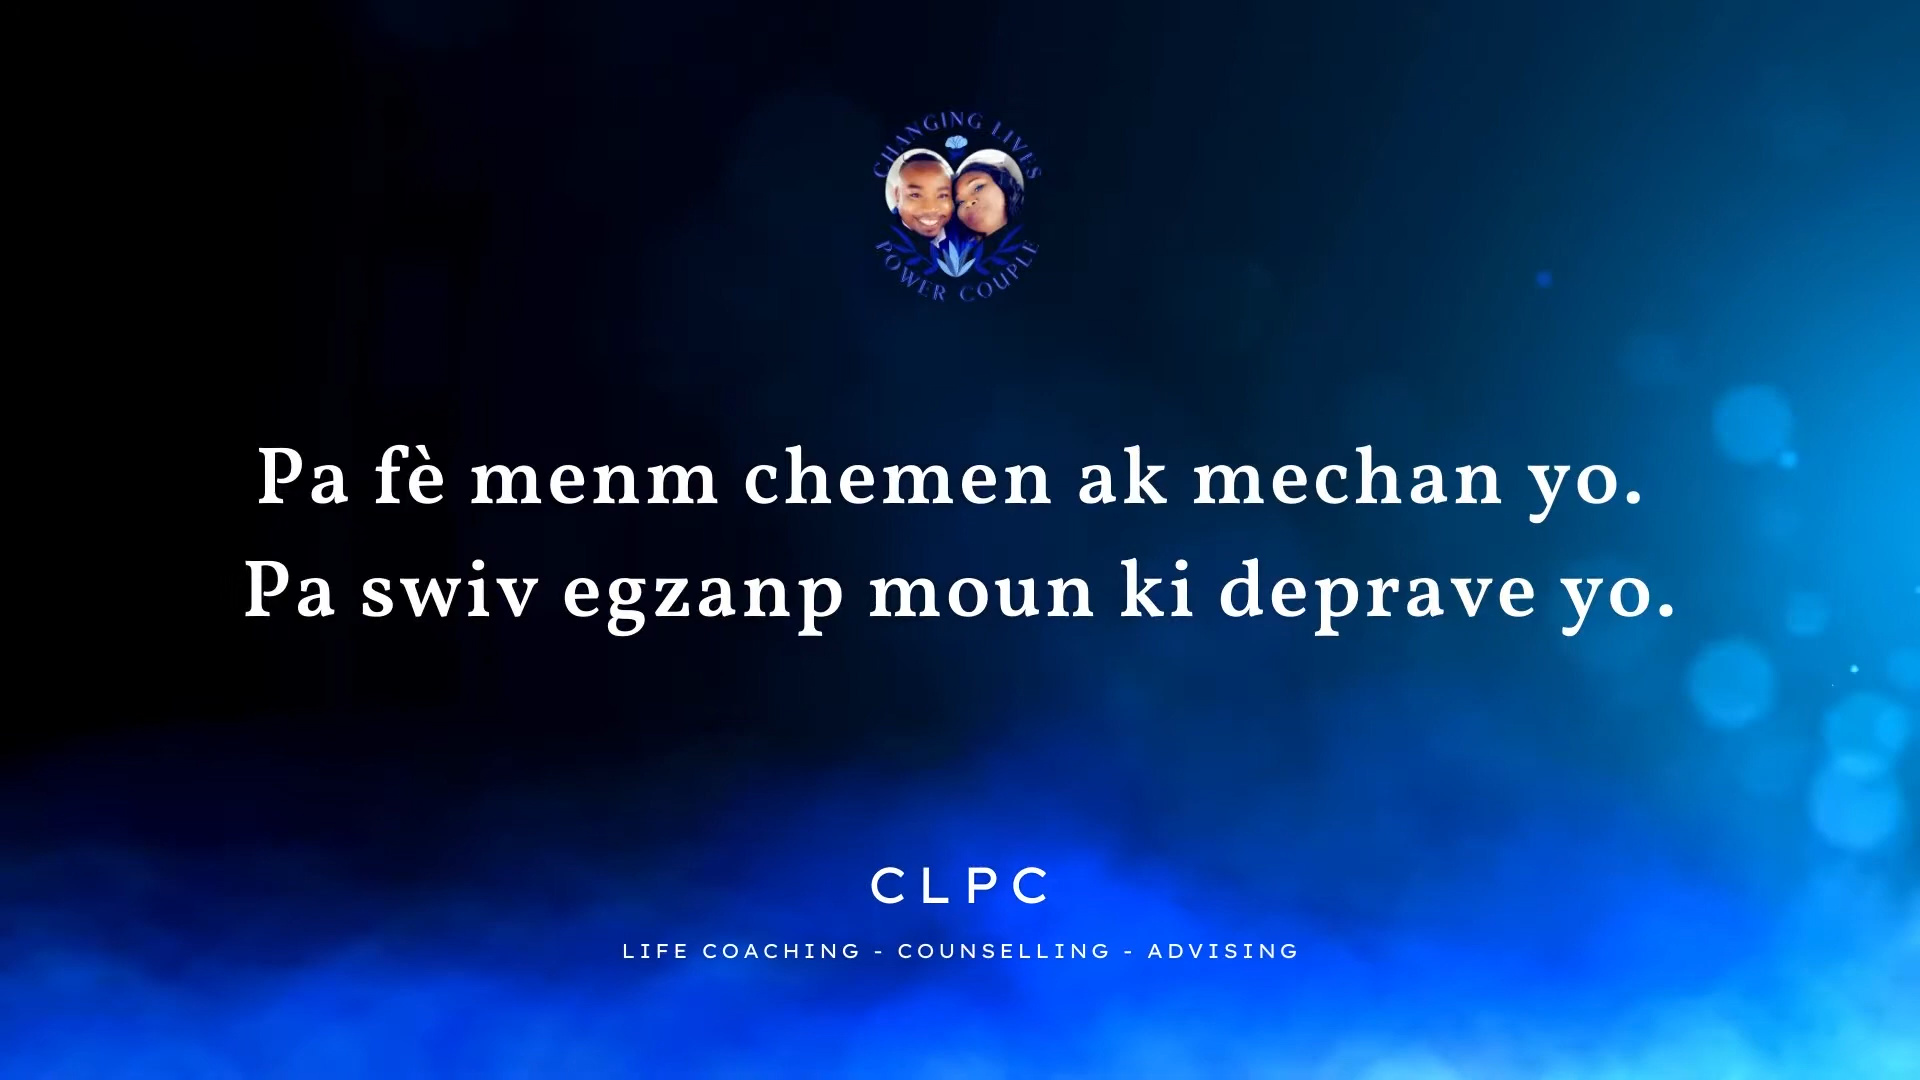 CHANGING LIVES
POWER COUPLE
Pa fè menm chemen ak mechan yo.
Pa swiv egzanp moun ki deprave yo.
CLPC
LIFE COACHING - COUNSELLING - ADVISING